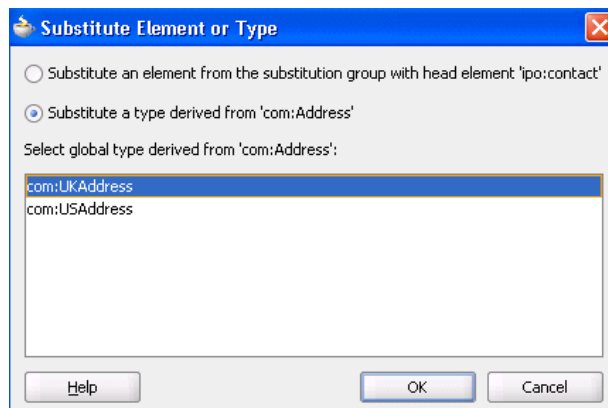 Substitute Element or Type
Substitute an element from the substitution group with head element 'ipo:contact'
Substitute a type derived from 'com:Address'
Select global type derived from 'com:Address':
com:UKAddress
com:USAddress
Help
OK
Cancel